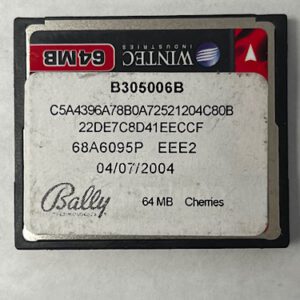 64MB WINTEC
INDUSTRIES
B305006B
C5A4396A78B0A72521204C80B
22DE7C8D41EECCF
68A6095P EEE2
04/07/2004
Bally
64 MB Cherries